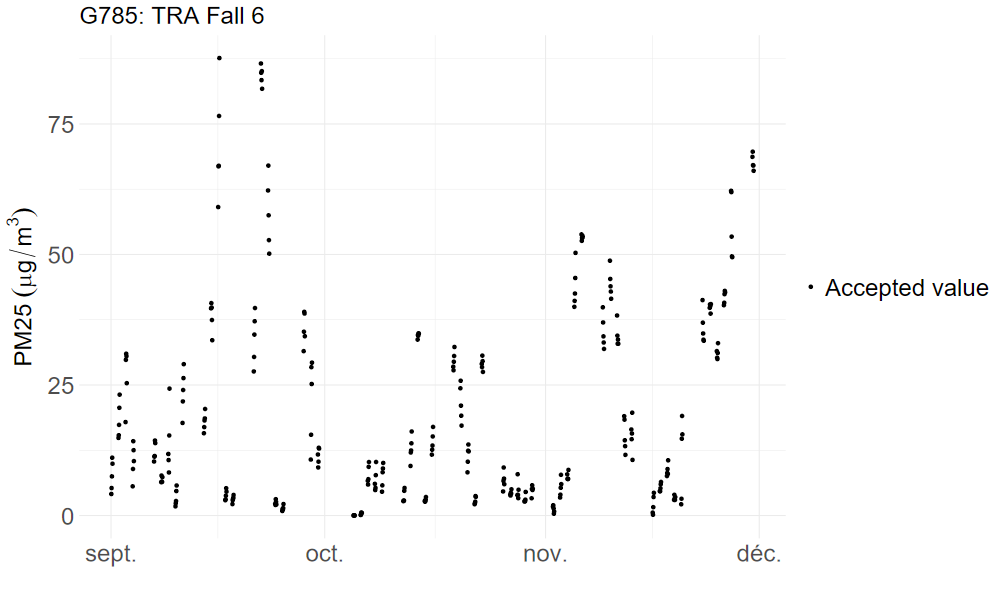 G785: TRA Fall 6
PM25 (μg/m³)
75
50
25
0
sept.
oct.
nov.
déc.
Accepted value